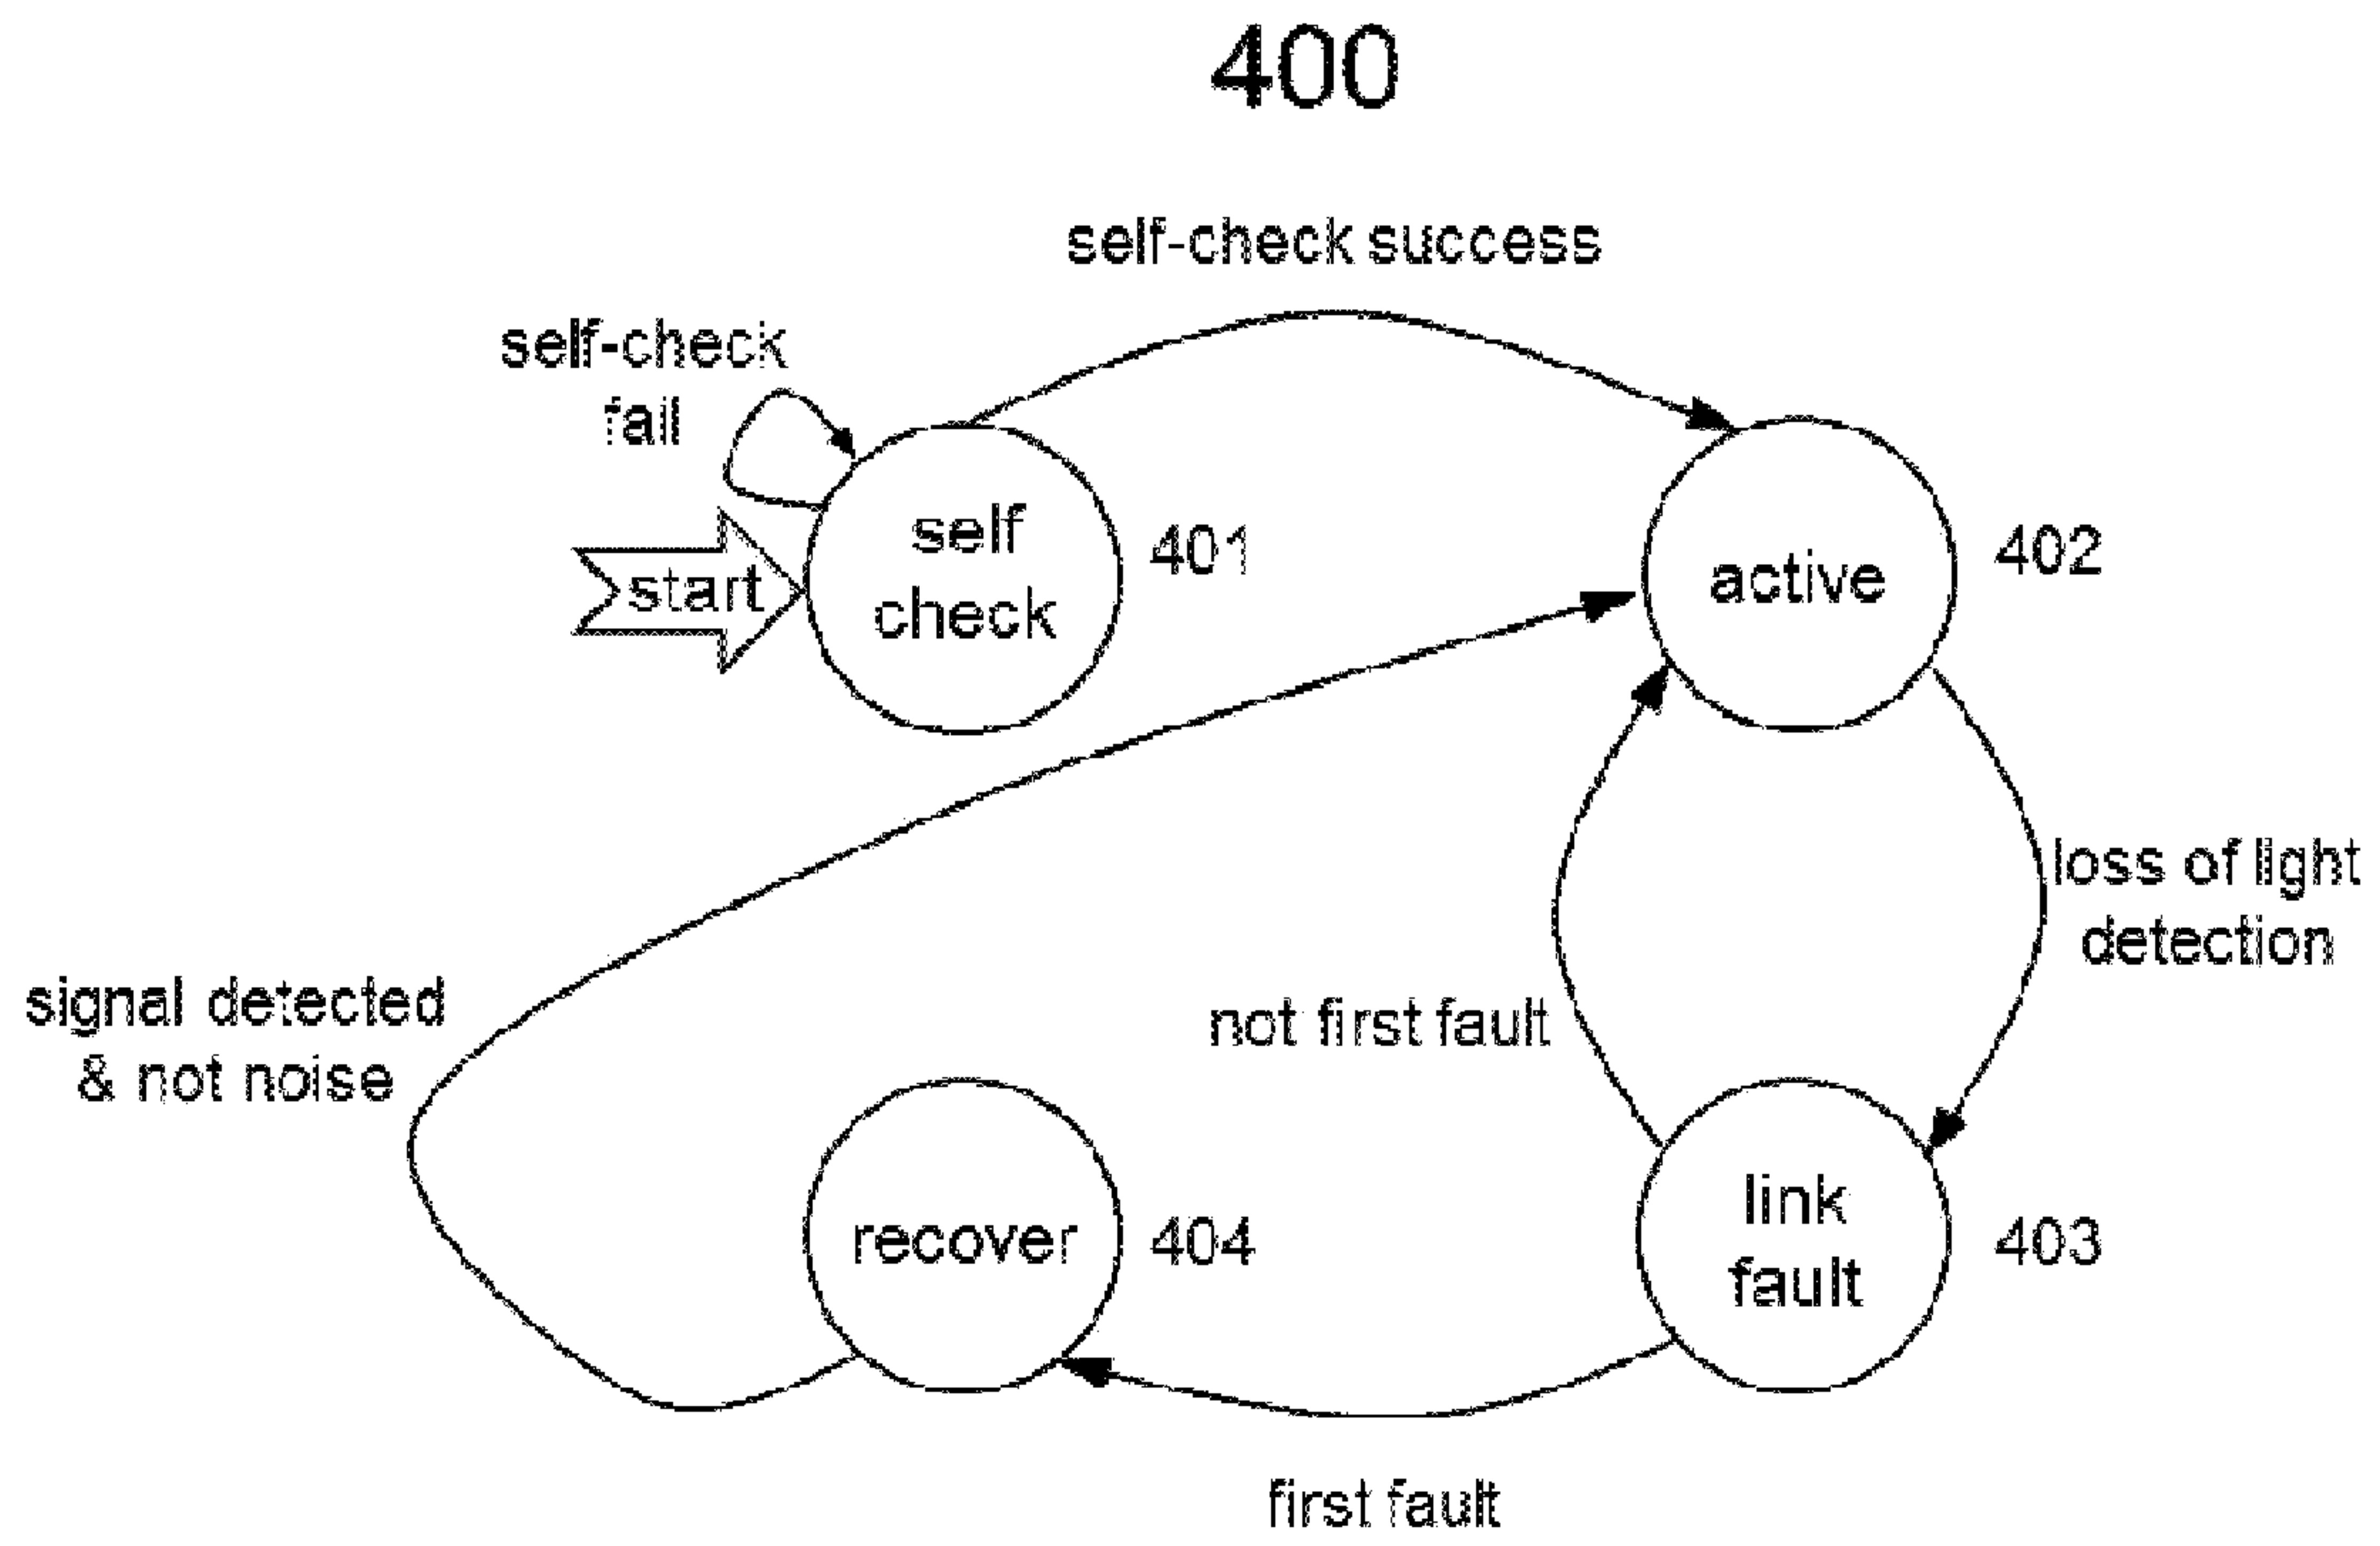 400
self-check success
self-check
fail
start
self
check
401
active
402
loss of light
detection
signal detected
& not noise
not first fault
recover
404
link
fault
403
first fault